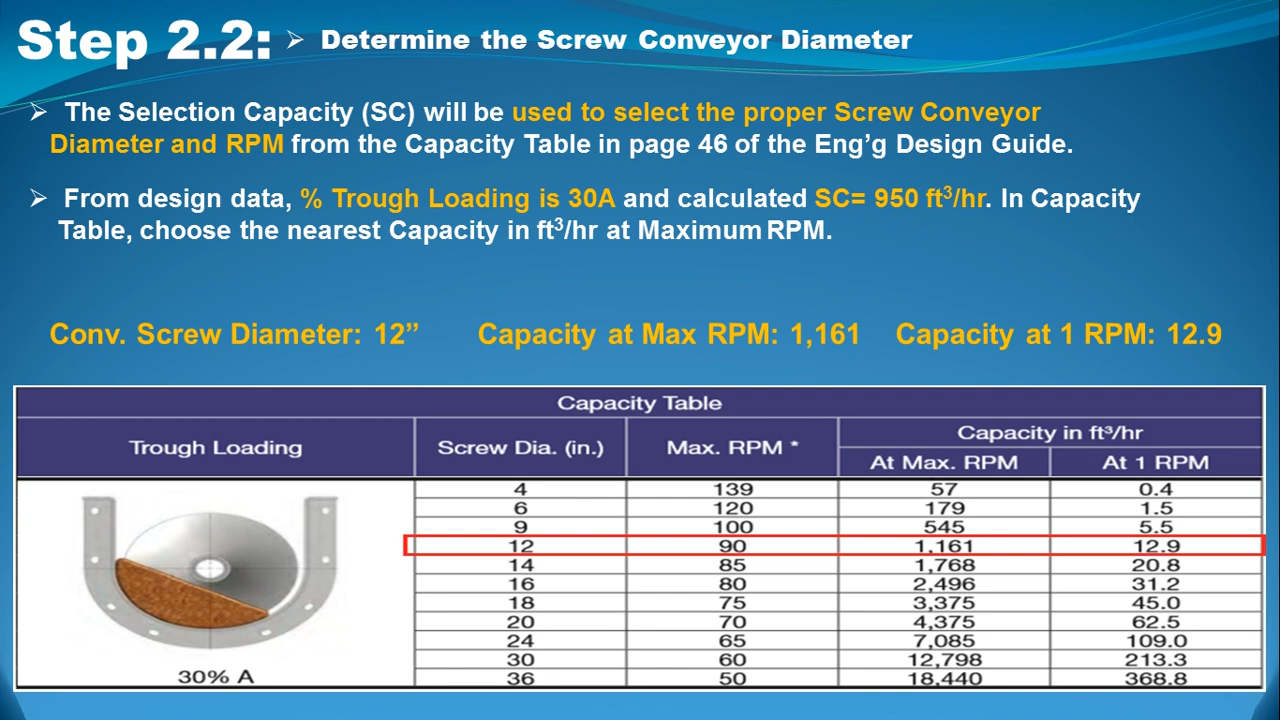 Step 2.2: ➢ Determine the Screw Conveyor Diameter
➢ The Selection Capacity (SC) will be used to select the proper Screw Conveyor
Diameter and RPM from the Capacity Table in page 46 of the Eng’g Design Guide.
➢ From design data, % Trough Loading is 30A and calculated SC= 950 ft³/hr. In Capacity
Table, choose the nearest Capacity in ft³/hr at Maximum RPM.
Conv. Screw Diameter: 12” Capacity at Max RPM: 1,161 Capacity at 1 RPM: 12.9
Capacity Table
Trough Loading Screw Dia. (in.) Max. RPM * Capacity in ft³/hr
At Max. RPM At 1 RPM
4 139 57 0.4
6 120 179 1.5
9 100 545 5.5
12 90 1,161 12.9
14 85 1,768 20.8
16 80 2,496 31.2
18 75 3,375 45.0
20 70 4,375 62.5
24 65 7,085 109.0
30 60 12,798 213.3
36 50 18,440 368.8
30% A